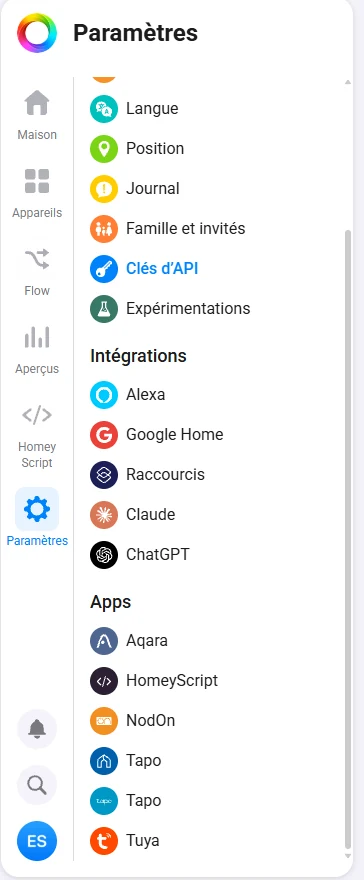 Paramètres
Maison
Appareils
Flow
Aperçus
Homey
Script
Paramètres
ES
Langue
Position
Journal
Famille et invités
Clés d’API
Expérimentations
Intégrations
Alexa
Google Home
Raccourcis
Claude
ChatGPT
Apps
Aqara
HomeyScript
NodOn
Tapo
tapo
Tapo
Tuya